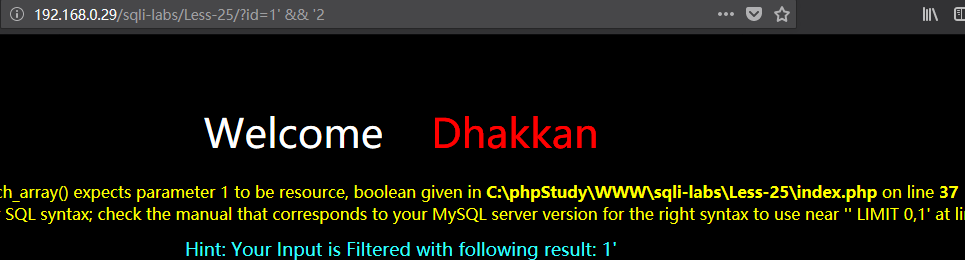 192.168.0.29/sqli-labs/Less-25/?id=1' && '2
Welcome Dhakkan
ch_array() expects parameter 1 to be resource, boolean given in C:\phpStudy\WWW\sqli-labs\Less-25\index.php on line 37
SQL syntax; check the manual that corresponds to your MySQL server version for the right syntax to use near '' LIMIT 0,1' at
Hint: Your Input is Filtered with following result: 1'